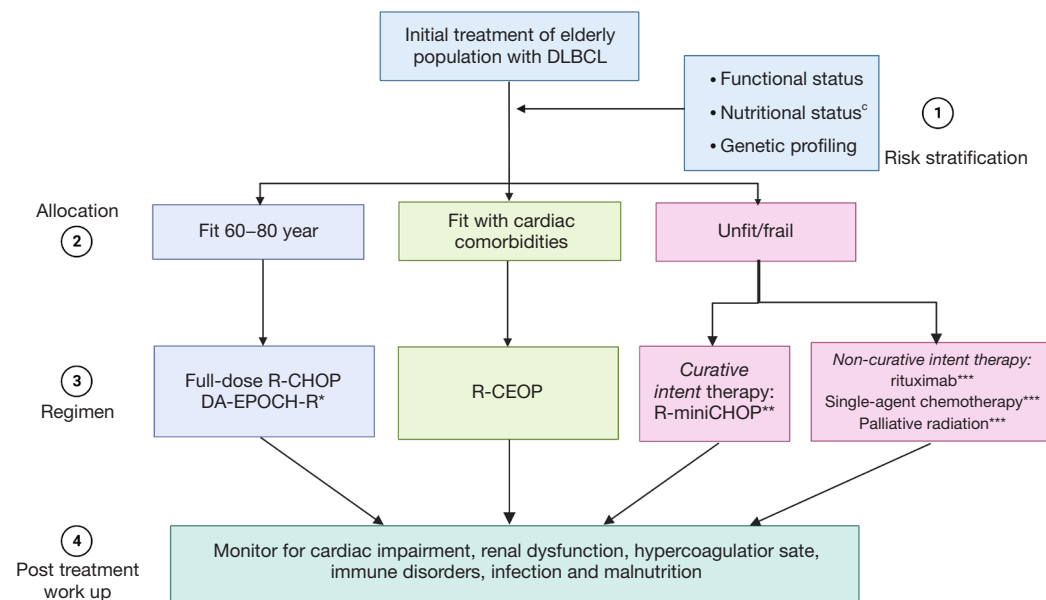 Initial treatment of elderly
population with DLBCL
• Functional status
• Nutritional statusᶜ
• Genetic profiling
1
Risk stratification
Allocation
2
Fit 60–80 year
Fit with cardiac
comorbidities
Unfit/frail
3
Regimen
Full-dose R-CHOP
DA-EPOCH-R*
R-CEOP
Curative
intent therapy:
R-miniCHOP**
Non-curative intent therapy:
rituximab***
Single-agent chemotherapy***
Palliative radiation***
4
Post treatment
work up
Monitor for cardiac impairment, renal dysfunction, hypercoagulatior sate,
immune disorders, infection and malnutrition